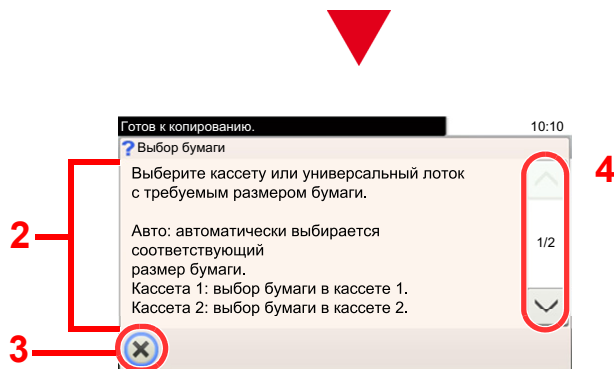 Готов к копированию.
10:10
? Выбор бумаги
Выберите кассету или универсальный лоток
с требуемым размером бумаги.
Авто: автоматически выбирается
соответствующий
размер бумаги.
Кассета 1: выбор бумаги в кассете 1.
Кассета 2: выбор бумаги в кассете 2.
1/2
2
3
4